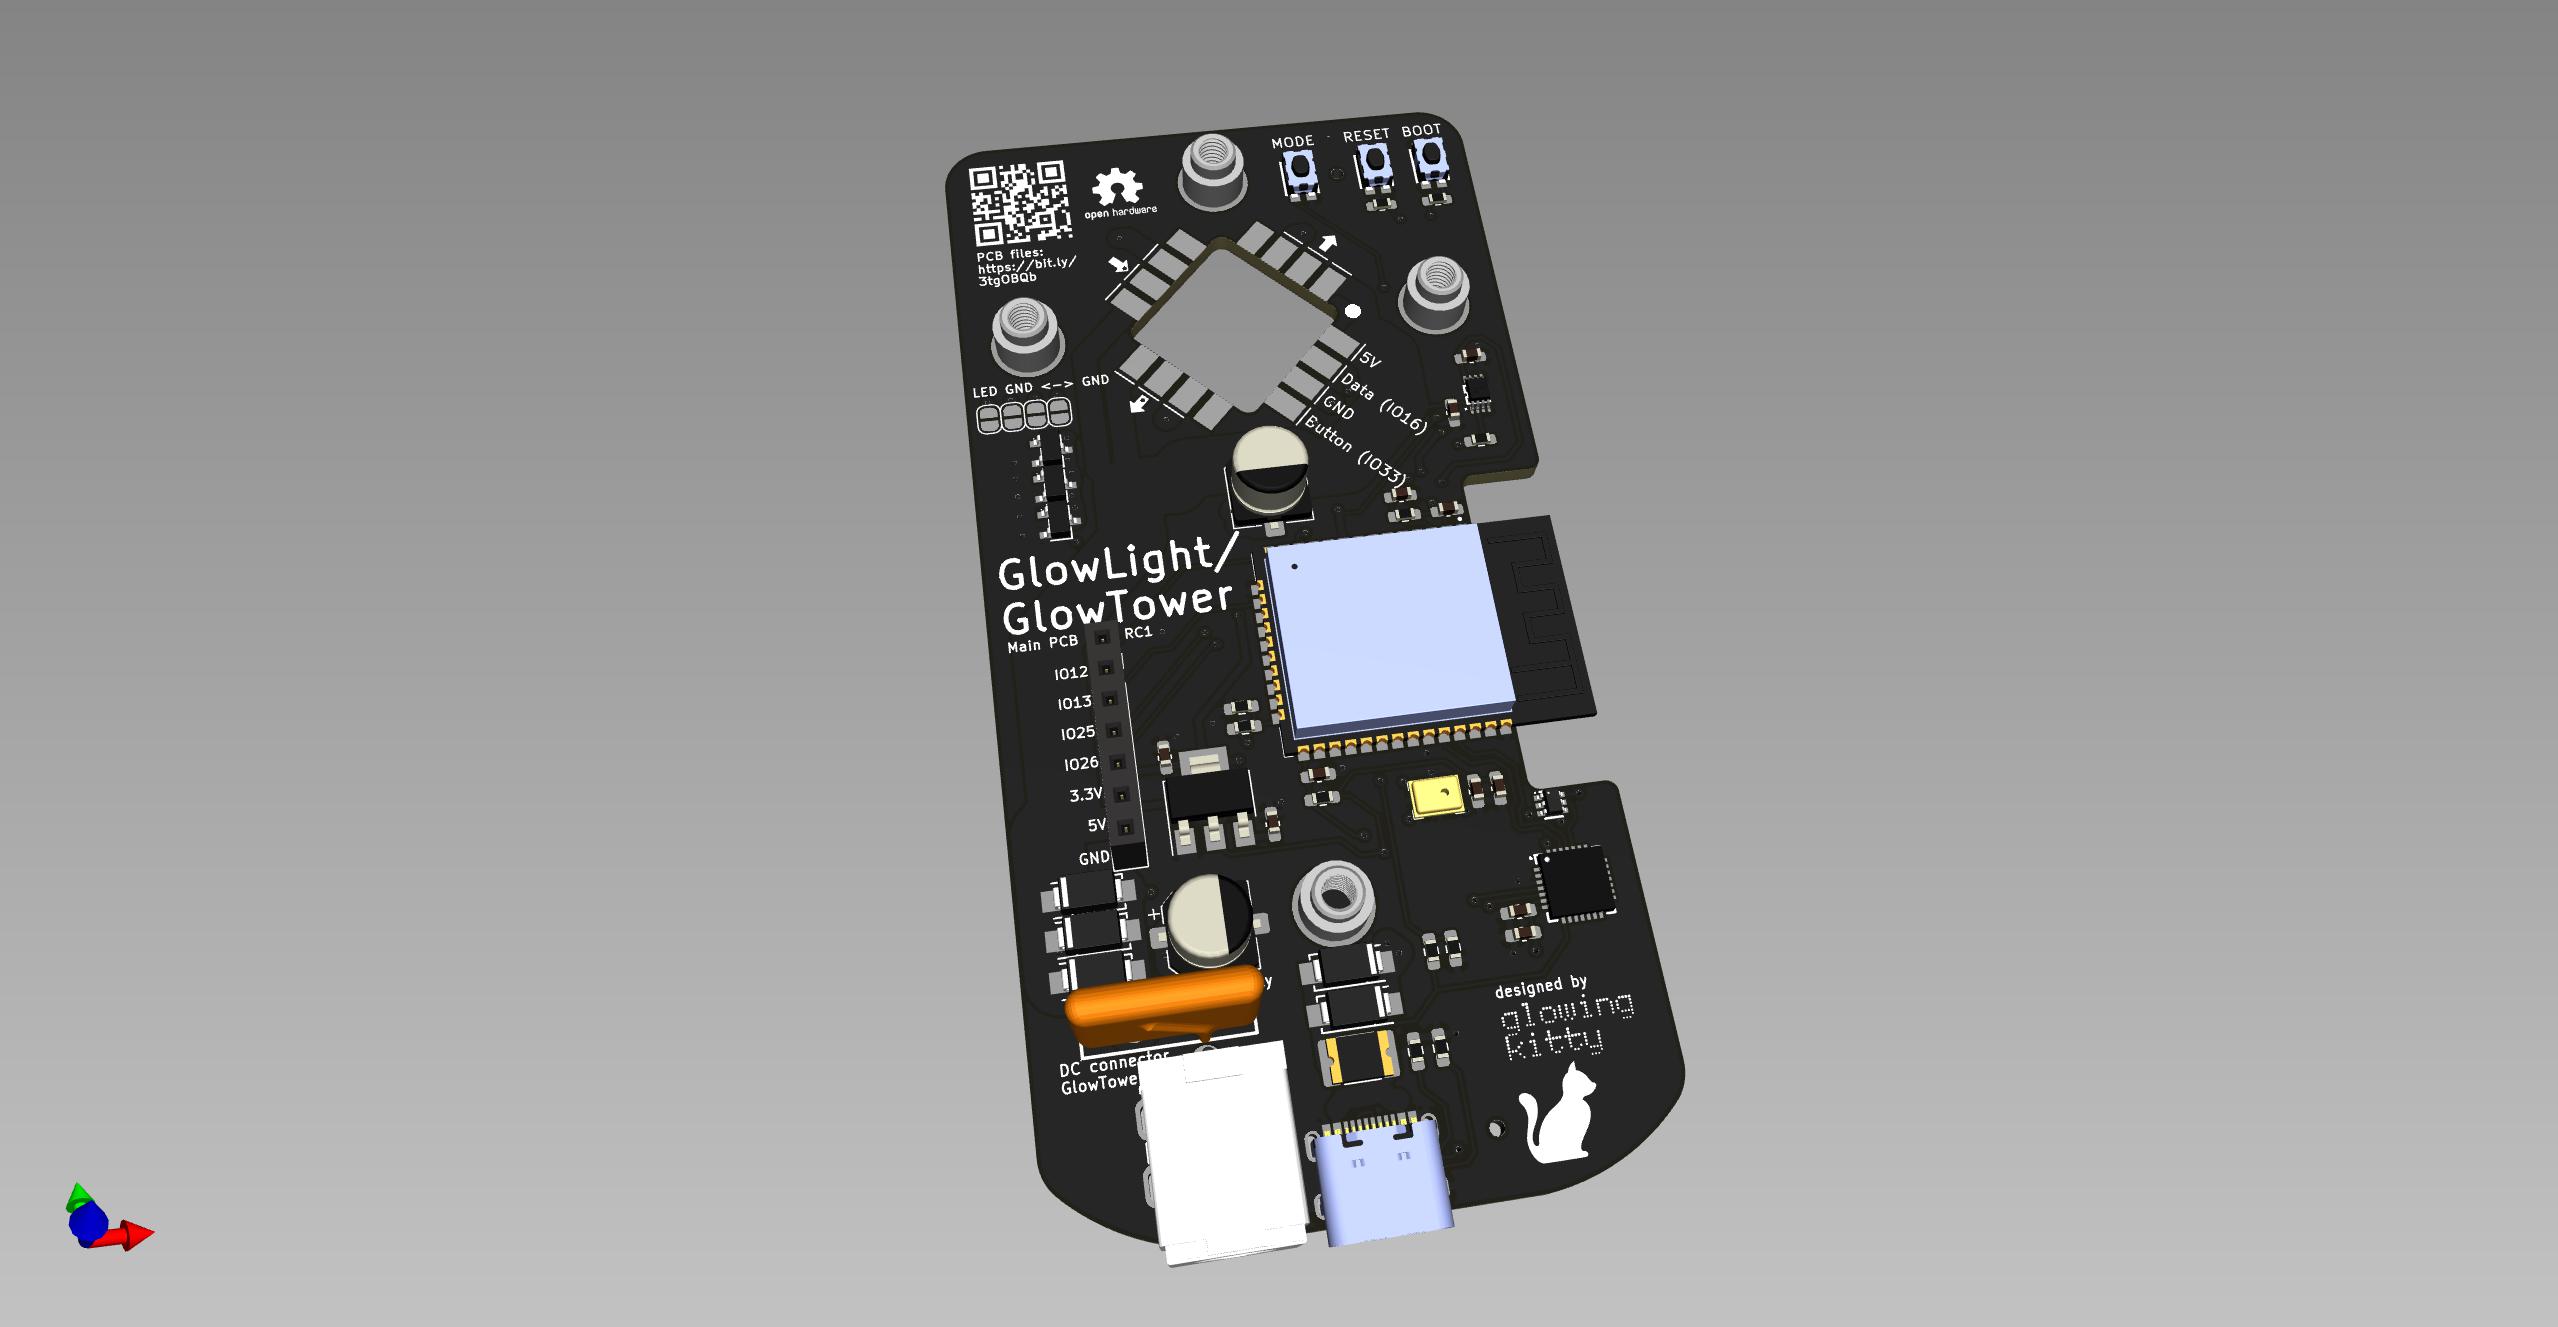 MODE
RESET
BOOT
open hardware
PCB files:
https://bit.ly/
3tgOBQb
LED GND <-> GND
5V
Data (IO16)
GND
Button (IO33)
GlowLight/
GlowTower
Main PCB
RC1
IO12
IO13
IO25
IO26
3.3V
5V
GND
+
designed by
glowing
kitty
DC connector